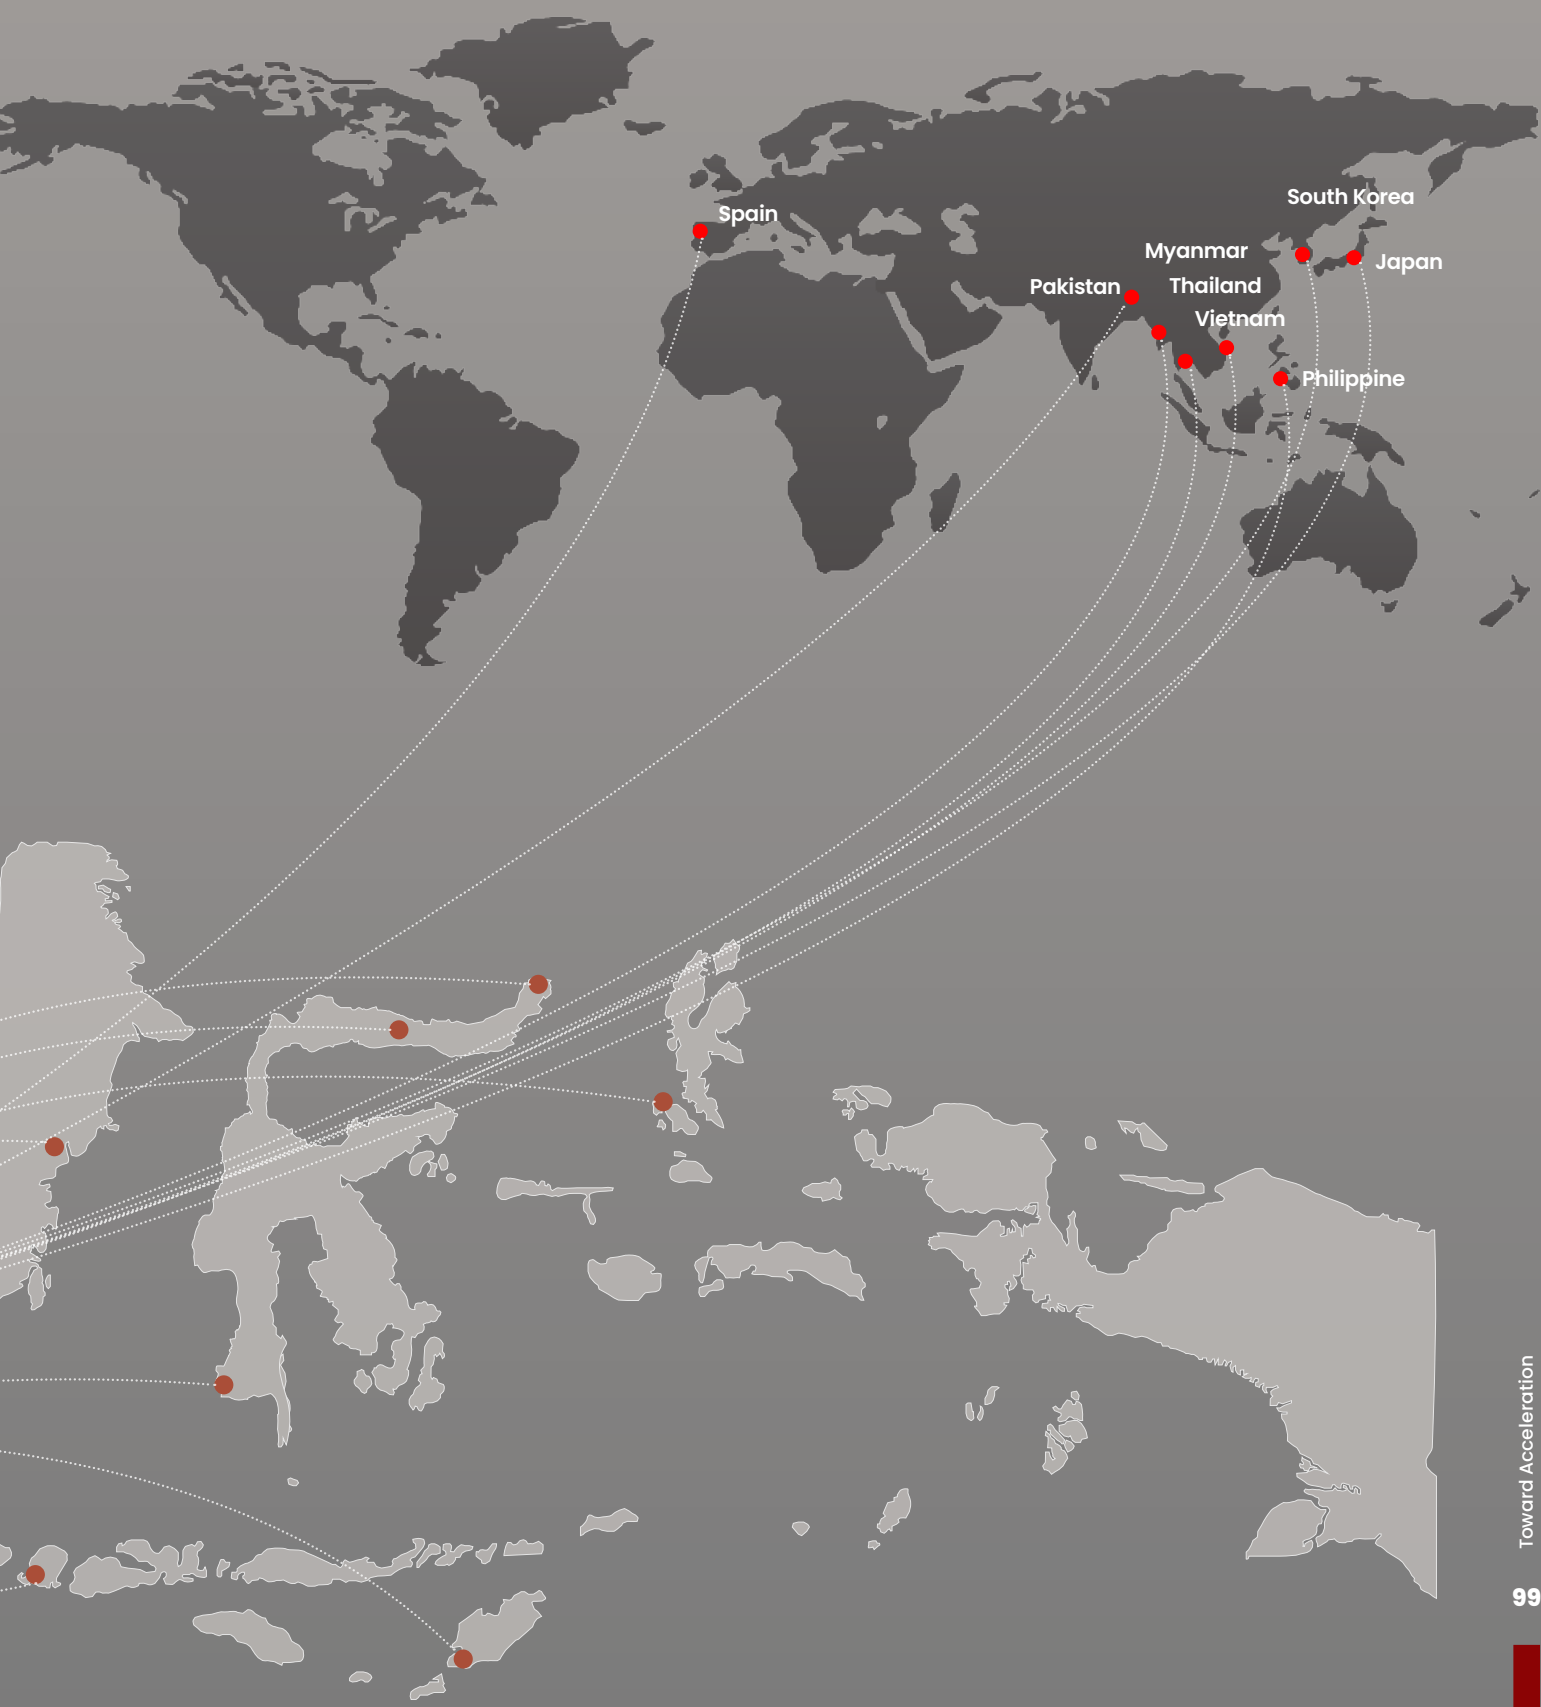 South Korea
Spain
Myanmar
Japan
Pakistan
Thailand
Vietnam
Philippine
Toward Acceleration
99